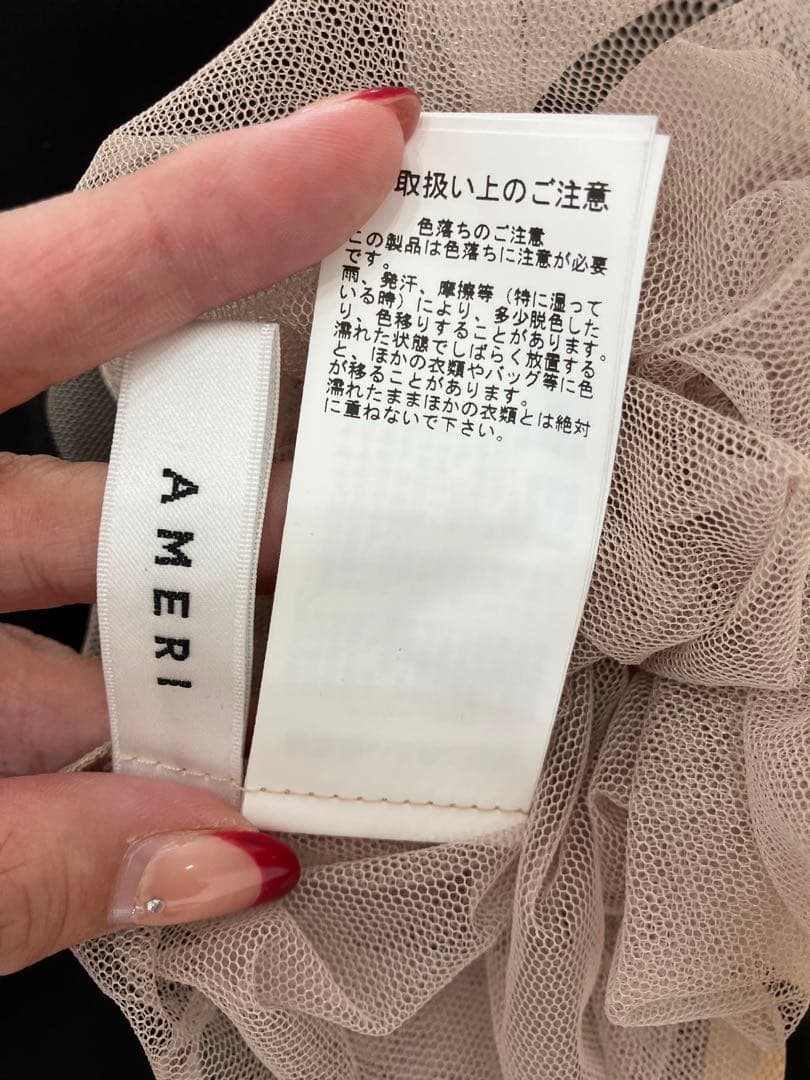 取扱い上のご注意
色落ちのご注意
この製品は色落ちに注意が必要
です。
雨、発汗、摩擦等（特に湿って
いる時）により、多少脱色した
り、色移りすることがあります。
濡れた状態でしばらく放置する
と、ほかの衣類やバッグ等に色
が移ることがあります。
濡れたままほかの衣類とは絶対
に重ねないで下さい。
AMERI